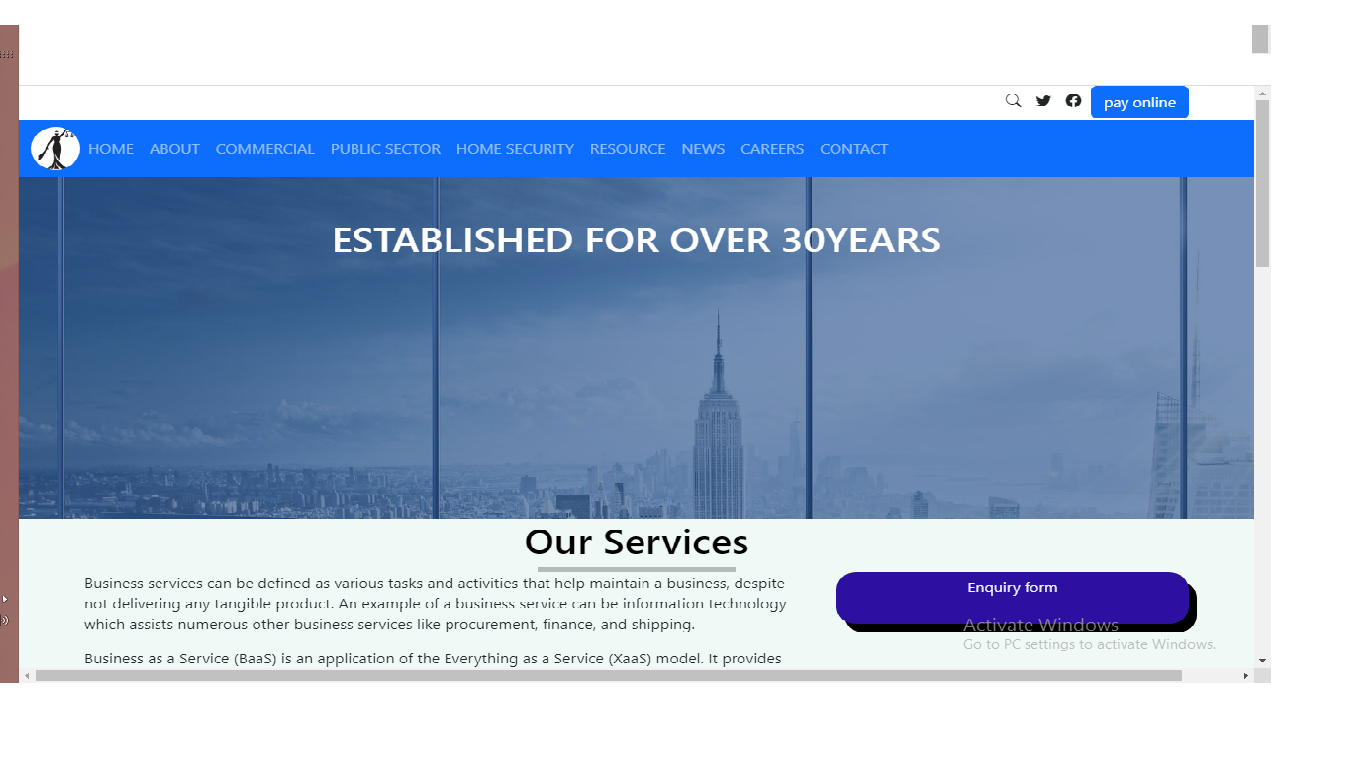 pay online
HOME ABOUT COMMERCIAL PUBLIC SECTOR HOME SECURITY RESOURCE NEWS CAREERS CONTACT
ESTABLISHED FOR OVER 30YEARS
Our Services
Business services can be defined as various tasks and activities that help maintain a business, despite
not delivering any tangible product. An example of a business service can be information technology
which assists numerous other business services like procurement, finance, and shipping.
Business as a Service (BaaS) is an application of the Everything as a Service (XaaS) model. It provides
Enquiry form
Activate Windows
Go to PC settings to activate Windows.